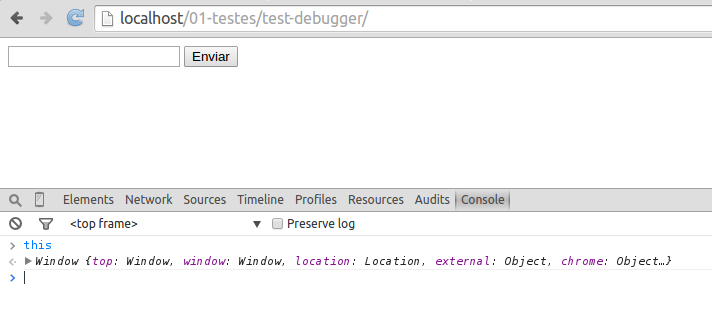 localhost/01-testes/test-debugger/
Enviar
Elements Network Sources Timeline Profiles Resources Audits Console
<top frame> ▼ Preserve log
> this
Window {top: Window, window: Window, location: Location, external: Object, chrome: Object…}
>